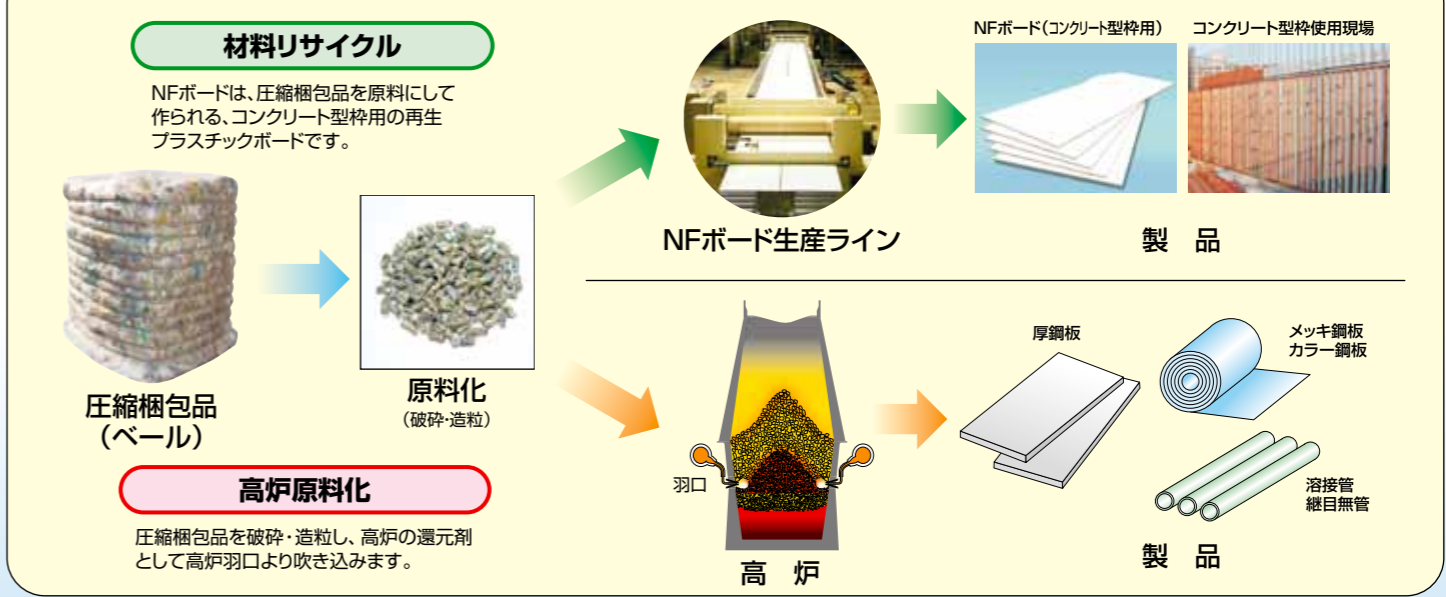 材料リサイクル
NFボードは、圧縮梱包品を原料にして
作られる、コンクリート型枠用の再生
プラスチックボードです。
圧縮梱包品
（ベール）
原料化
（破砕・造粒）
高炉原料化
圧縮梱包品を破砕・造粒し、高炉の還元剤
として高炉羽口より吹き込みます。
NFボード生産ライン
NFボード（コンクリート型枠用）
コンクリート型枠使用現場
製 品
羽口
高 炉
厚鋼板
メッキ鋼板
カラー鋼板
溶接管
継目無管
製 品